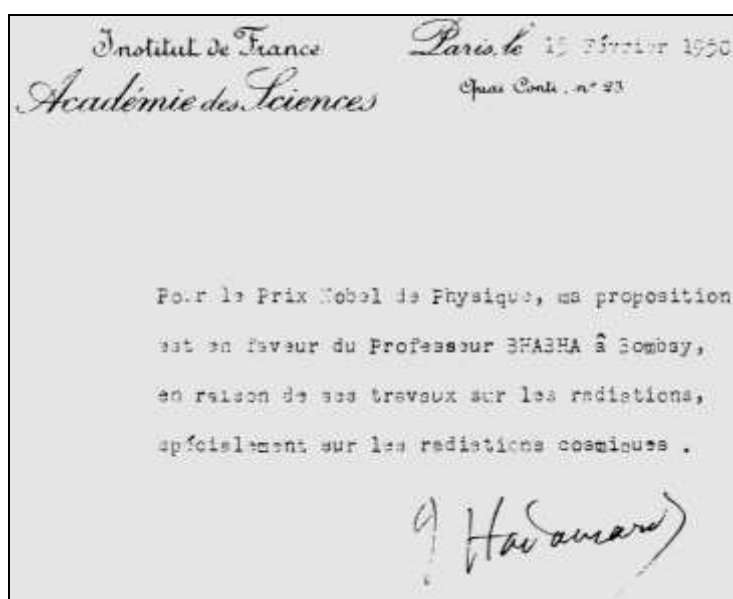 Institut de France
Académie des Sciences
Paris, le 15 Février 1950
Quai Conti, n° 23
Pour le Prix Nobel de Physique, ma proposition
est en faveur du Professeur BHABHA â Bombay,
en raison de ses travaux sur les radiations,
spécialement sur les radiations cosmiques .
J Hadamard